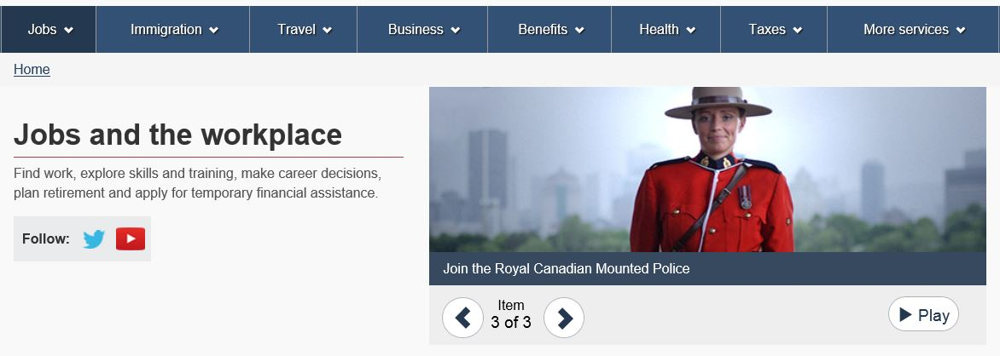 Jobs Immigration Travel Business Benefits Health Taxes More services
Home
Jobs and the workplace
Find work, explore skills and training, make career decisions,
plan retirement and apply for temporary financial assistance.
Follow:
Join the Royal Canadian Mounted Police
Item
3 of 3
Play